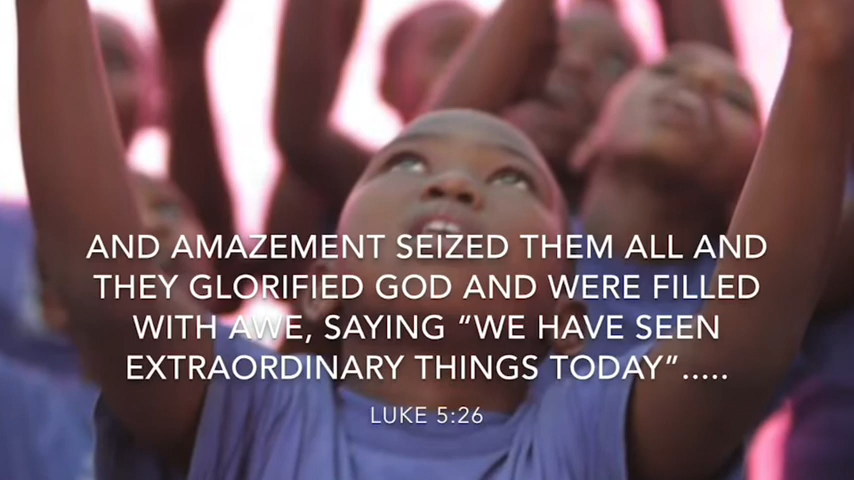 AND AMAZEMENT SEIZED THEM ALL AND
THEY GLORIFIED GOD AND WERE FILLED
WITH AWE, SAYING “WE HAVE SEEN
EXTRAORDINARY THINGS TODAY”.....
LUKE 5:26